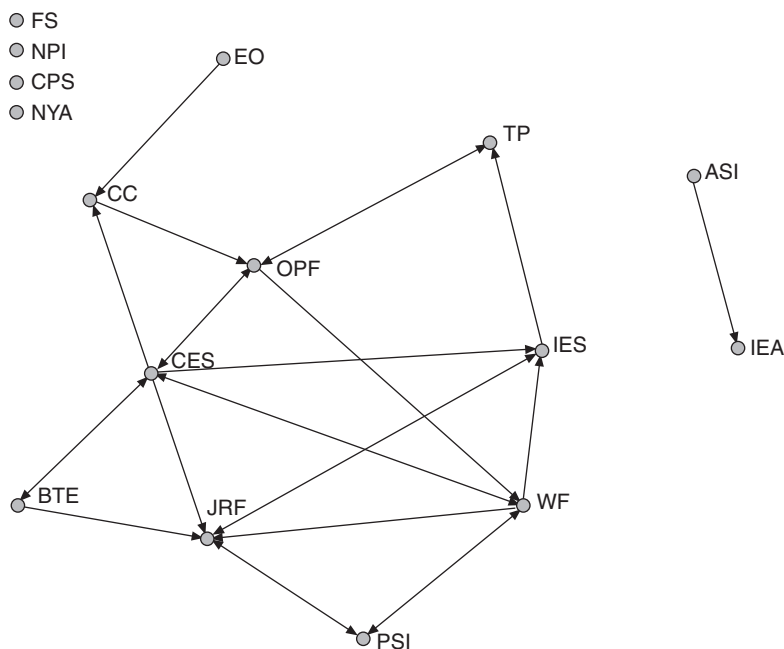 FS
NPI
CPS
NYA
EO
TP
ASI
CC
OPF
IES
IEA
CES
BTE
JRF
WF
PSI